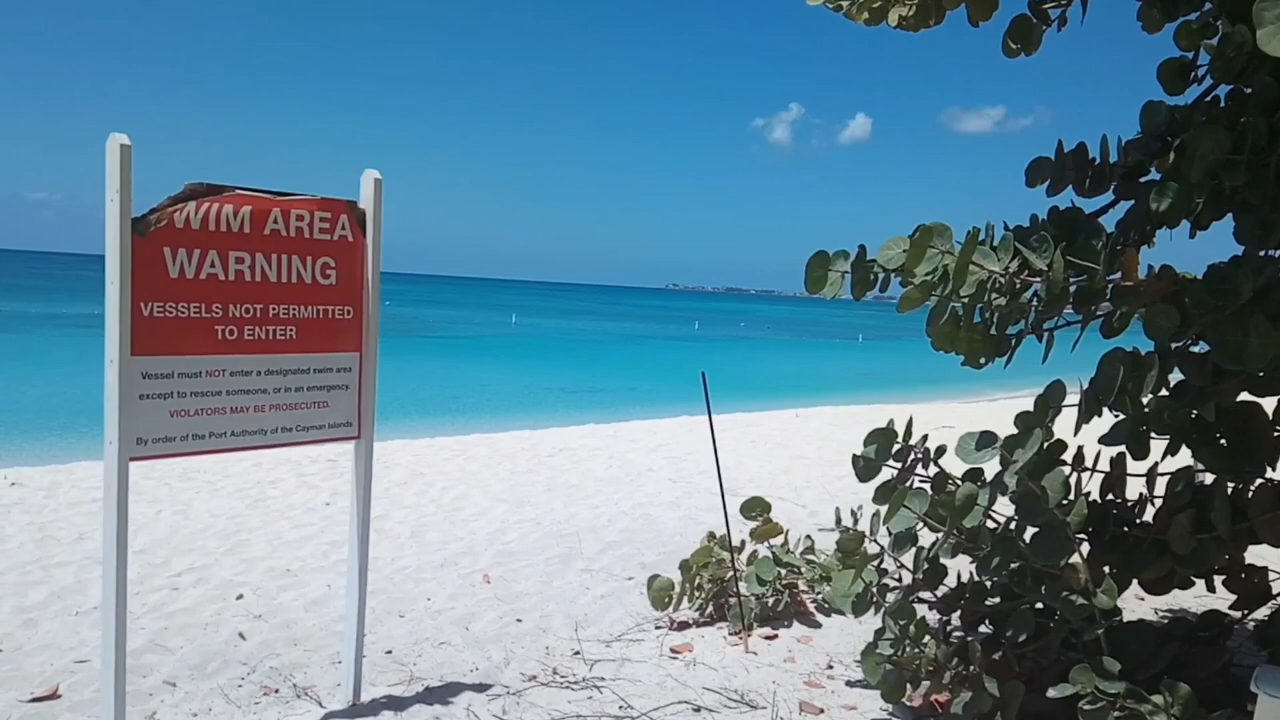 WIM AREA
WARNING
VESSELS NOT PERMITTED
TO ENTER
Vessel must NOT enter a designated swim area
except to rescue someone, or in an emergency.
VIOLATORS MAY BE PROSECUTED.
By order of the Port Authority of the Cayman Islands